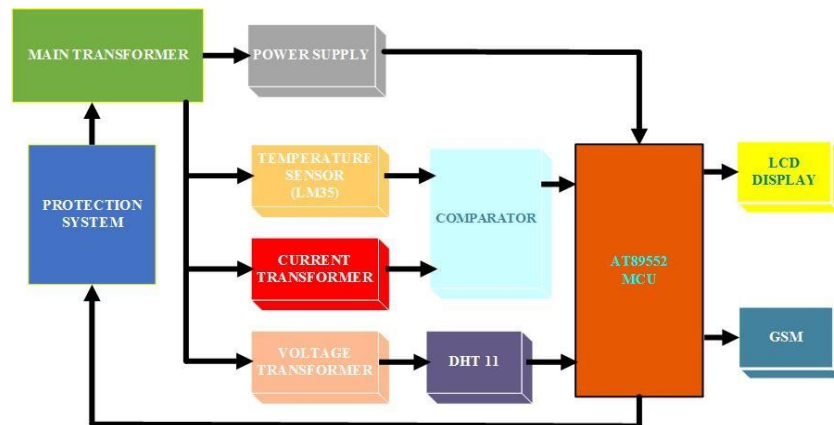 MAIN TRANSFORMER
POWER SUPPLY
TEMPERATURE
SENSOR
(LM35)
COMPARATOR
LCD
DISPLAY
PROTECTION
SYSTEM
CURRENT
TRANSFORMER
AT89552
MCU
VOLTAGE
TRANSFORMER
DHT 11
GSM